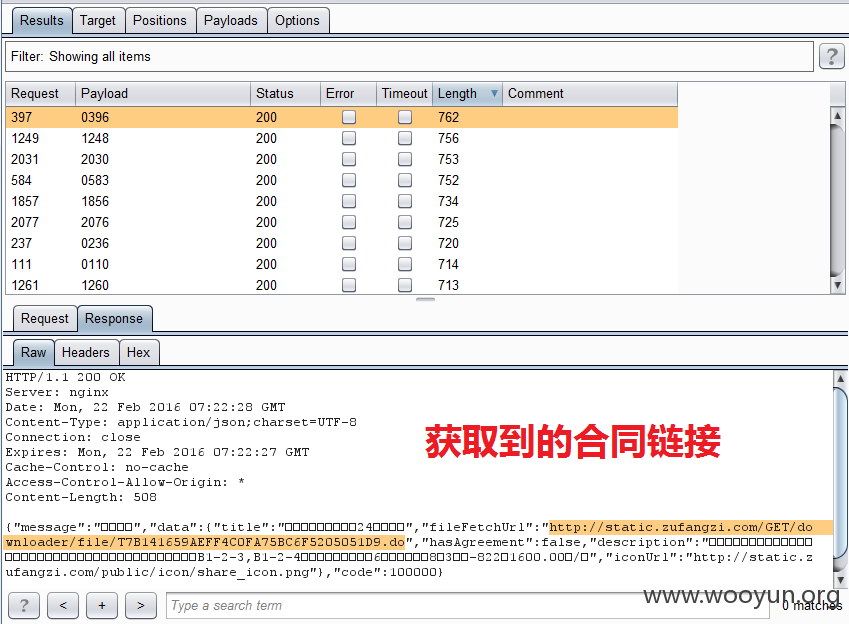 Results Target Positions Payloads Options
Filter: Showing all items ?
Request Payload Status Error Timeout Length Comment
397 0396 200 762
1249 1248 200 756
2031 2030 200 753
584 0583 200 752
1857 1856 200 734
2077 2076 200 725
237 0236 200 720
111 0110 200 714
1261 1260 200 713
Request Response
Raw Headers Hex
HTTP/1.1 200 OK
Server: nginx
Date: Mon, 22 Feb 2016 07:22:28 GMT
Content-Type: application/json;charset=UTF-8
Connection: close
Expires: Mon, 22 Feb 2016 07:22:27 GMT
Cache-Control: no-cache
Access-Control-Allow-Origin: *
Content-Length: 508
获取到的合同链接
{"message":"□□□□","data":{"title":"□□□□□□□□□24□□□□","fileFetchUrl":"http://static.zufangzi.com/GET/do
wnloader/file/T7B141659AEFF4C0FA75BC6F5205051D9.do","hasAgreement":false,"description":"□□□□□□□□□□□□□
□□□□□□□□□□□□□□□□□□□□□□□□B1-2-3,B1-2-4□□□□□□□□□6□□□□□□8□3□□-822□1600.00□/□","iconUrl":"http://static.z
ufangzi.com/public/icon/share_icon.png"},"code":100000}
? < + > Type a search term 0 matches
www.wooyun.org